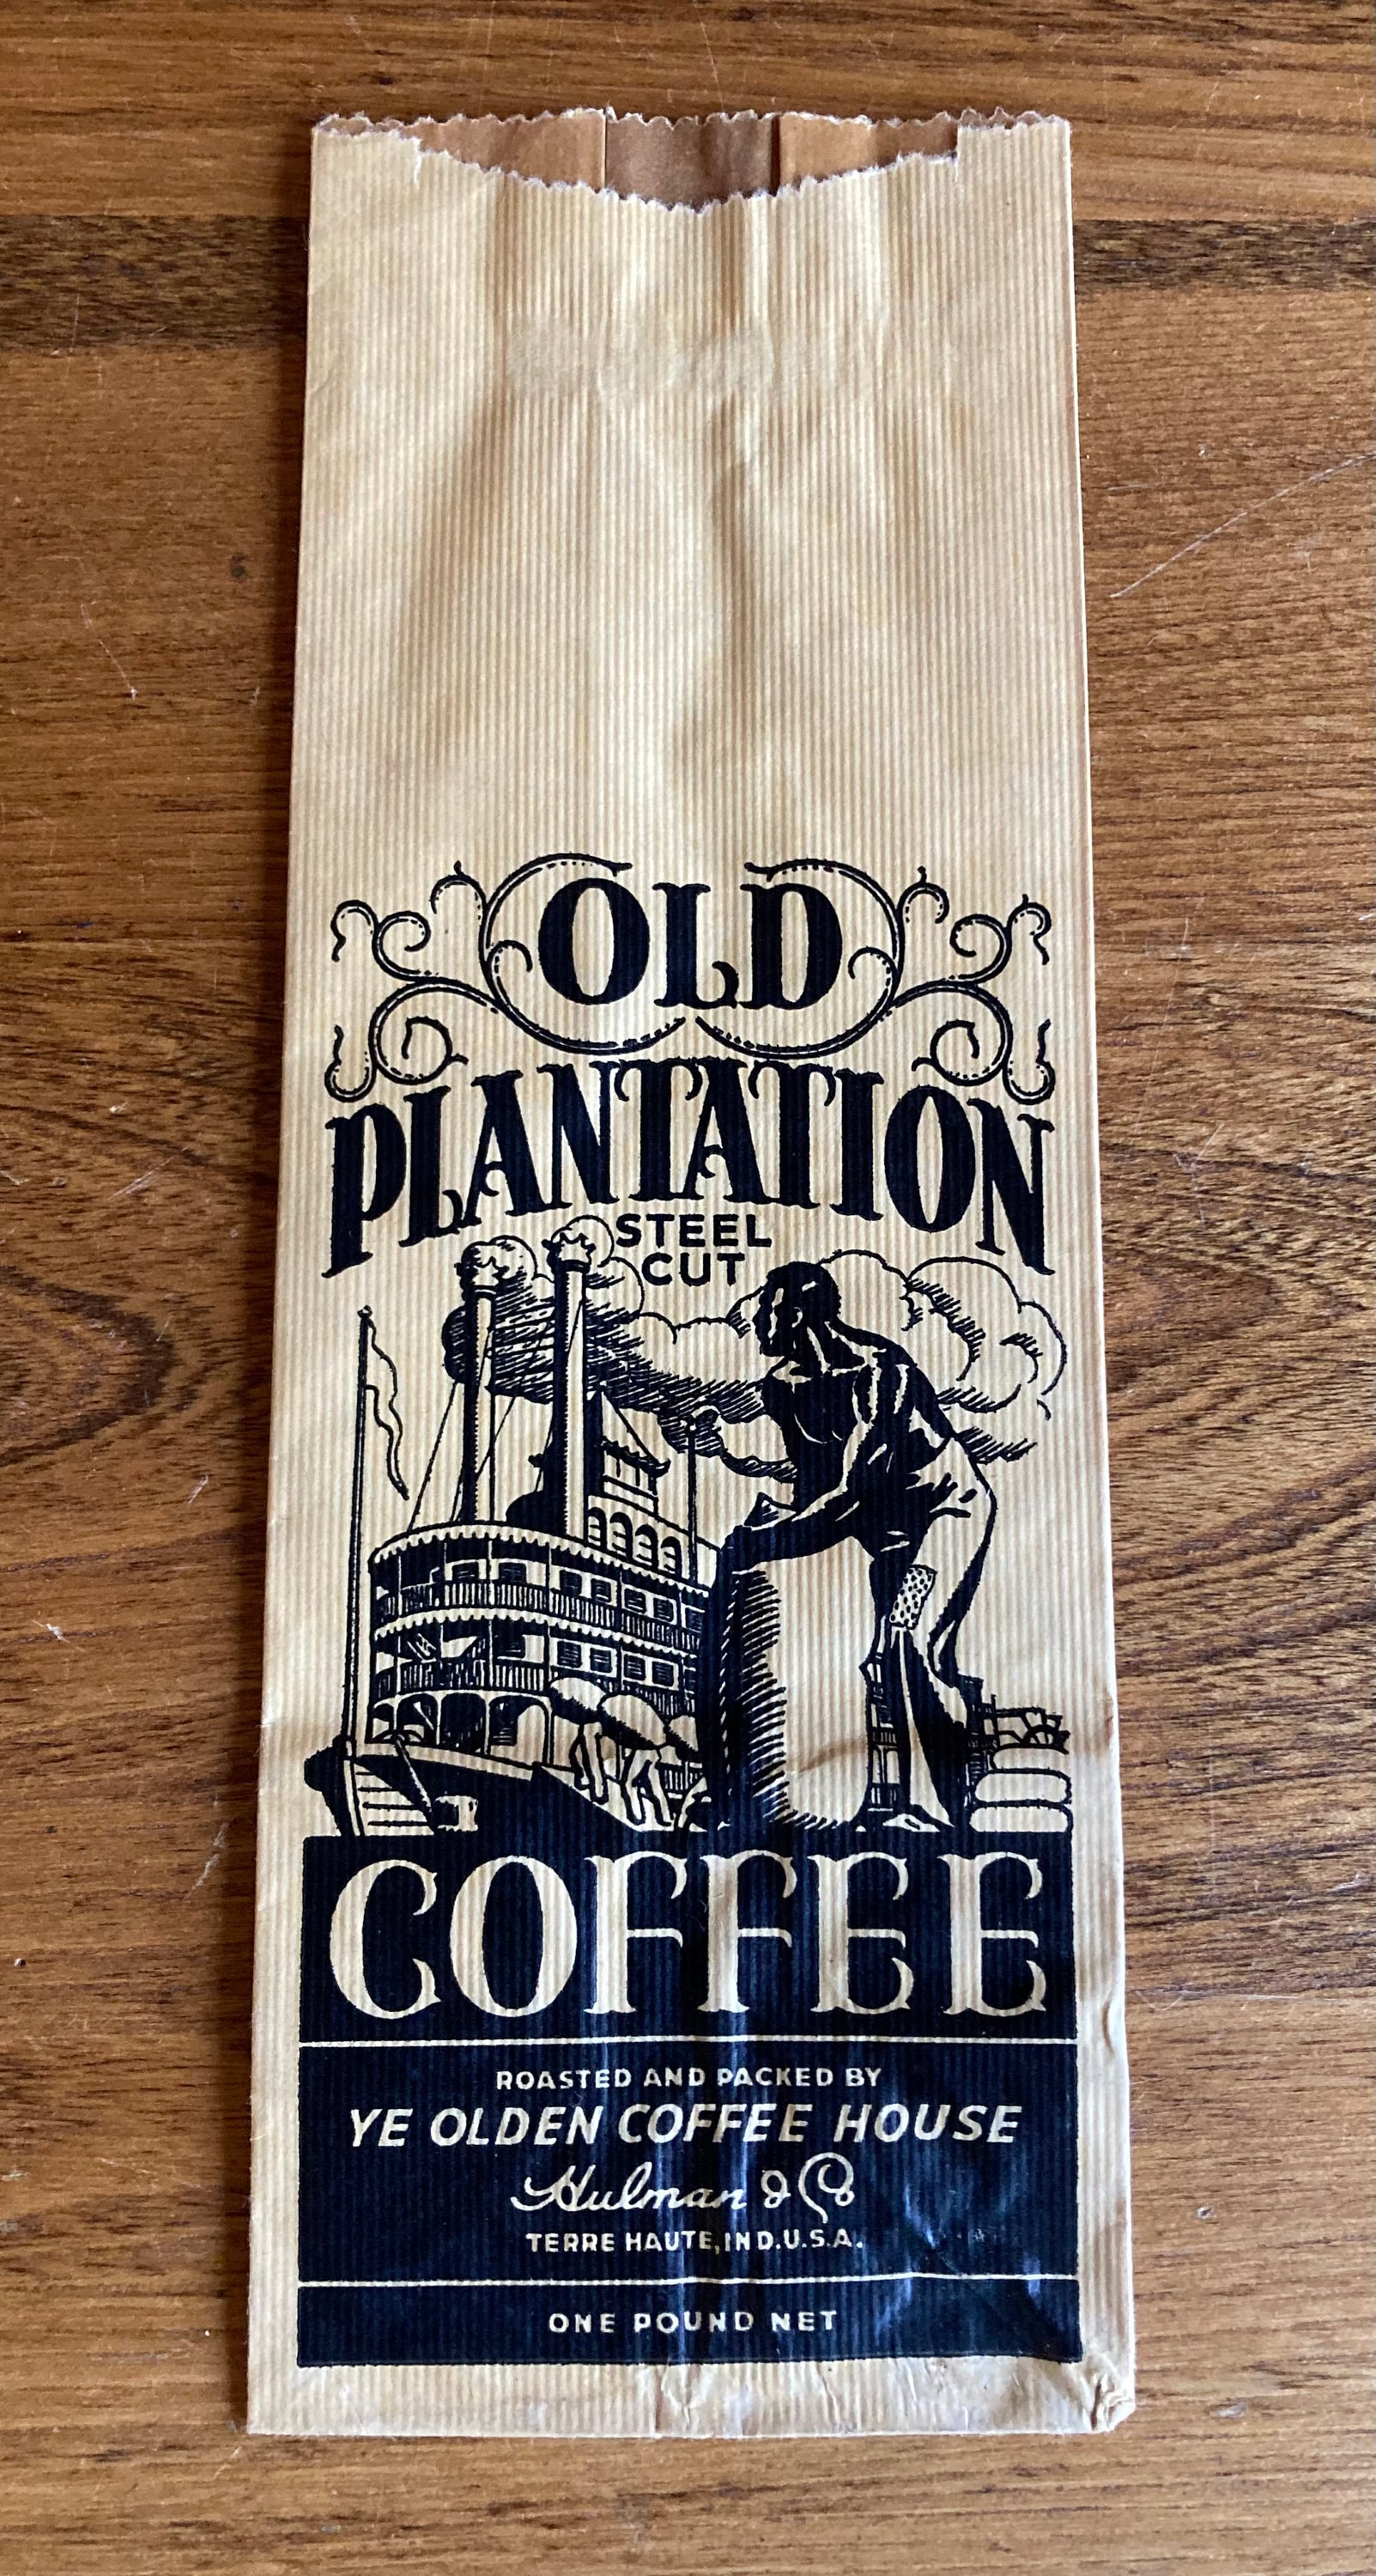 OLD
PLANTATION
STEEL
CUT
COFFEE
ROASTED AND PACKED BY
YE OLDEN COFFEE HOUSE
Hulman & Co
TERRE HAUTE, IND. U.S.A.
ONE POUND NET